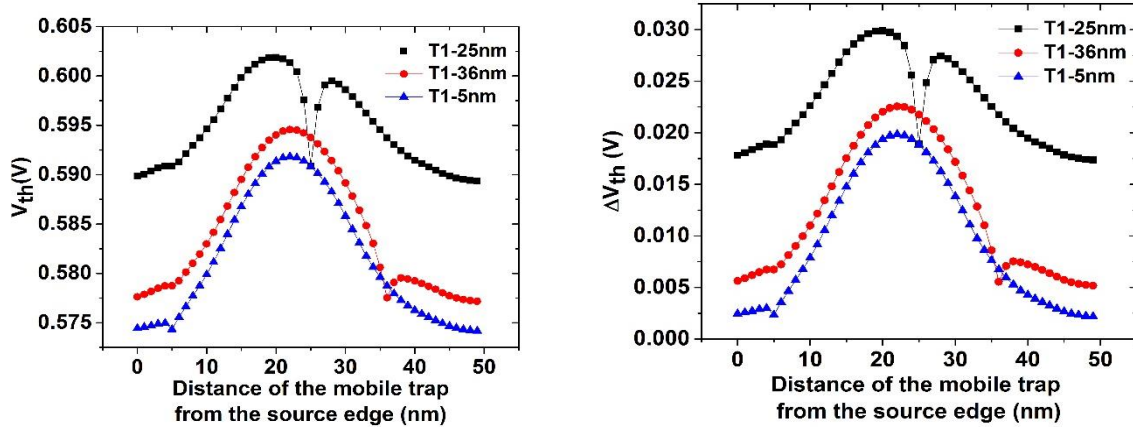 0.605
0.600
0.595
0.590
0.585
0.580
0.575
V_th(V)
T1-25nm
T1-36nm
T1-5nm
0 10 20 30 40 50
Distance of the mobile trap
from the source edge (nm)
0.030
0.025
0.020
0.015
0.010
0.005
0.000
ΔV_th (V)
T1-25nm
T1-36nm
T1-5nm
0 10 20 30 40 50
Distance of the mobile trap
from the source edge (nm)